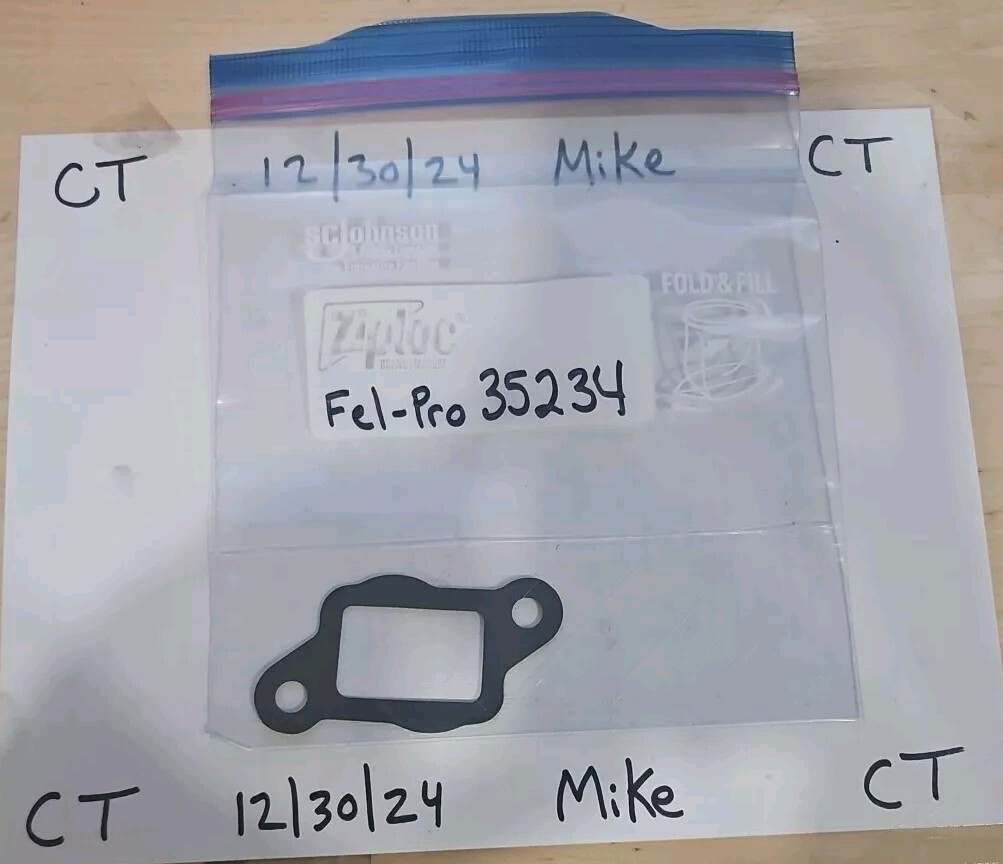 CT 12/30/24 Mike CT
SC Johnson
FOLD & FILL
Ziploc
Fel-Pro 35234
CT 12/30/24 Mike CT